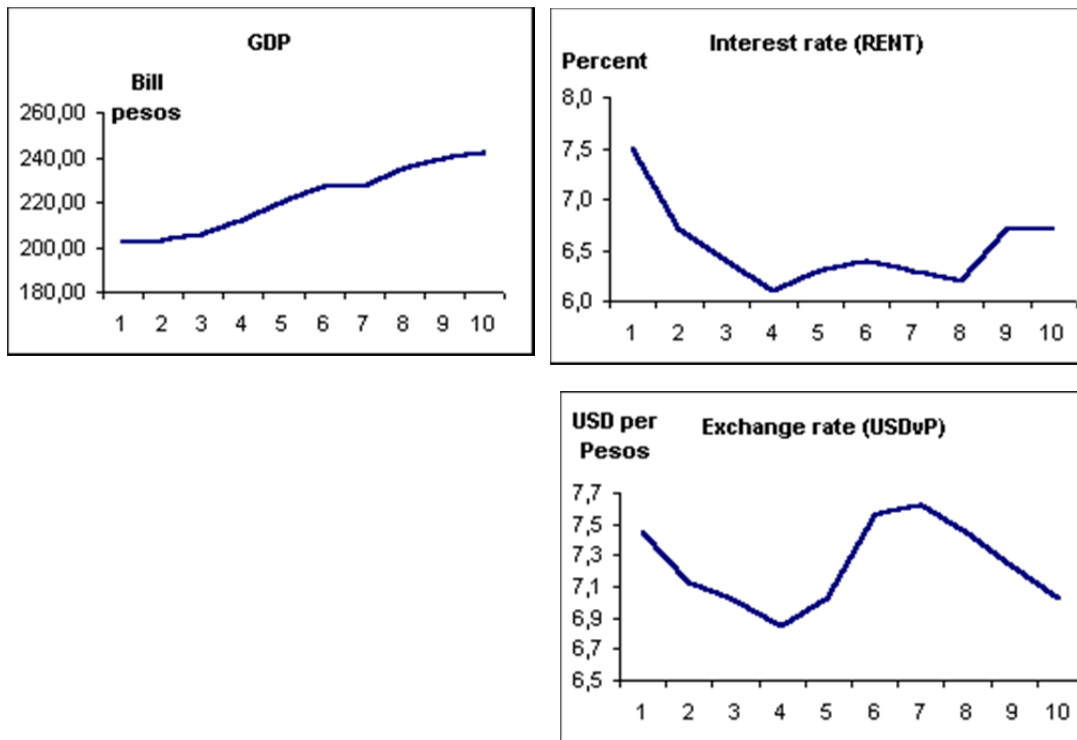 GDP
Bill
pesos
260,00
240,00
220,00
200,00
180,00
1 2 3 4 5 6 7 8 9 10
Interest rate (RENT)
Percent
8,0
7,5
7,0
6,5
6,0
1 2 3 4 5 6 7 8 9 10
USD per
Pesos
Exchange rate (USDvP)
7,7
7,5
7,3
7,1
6,9
6,7
6,5
1 2 3 4 5 6 7 8 9 10